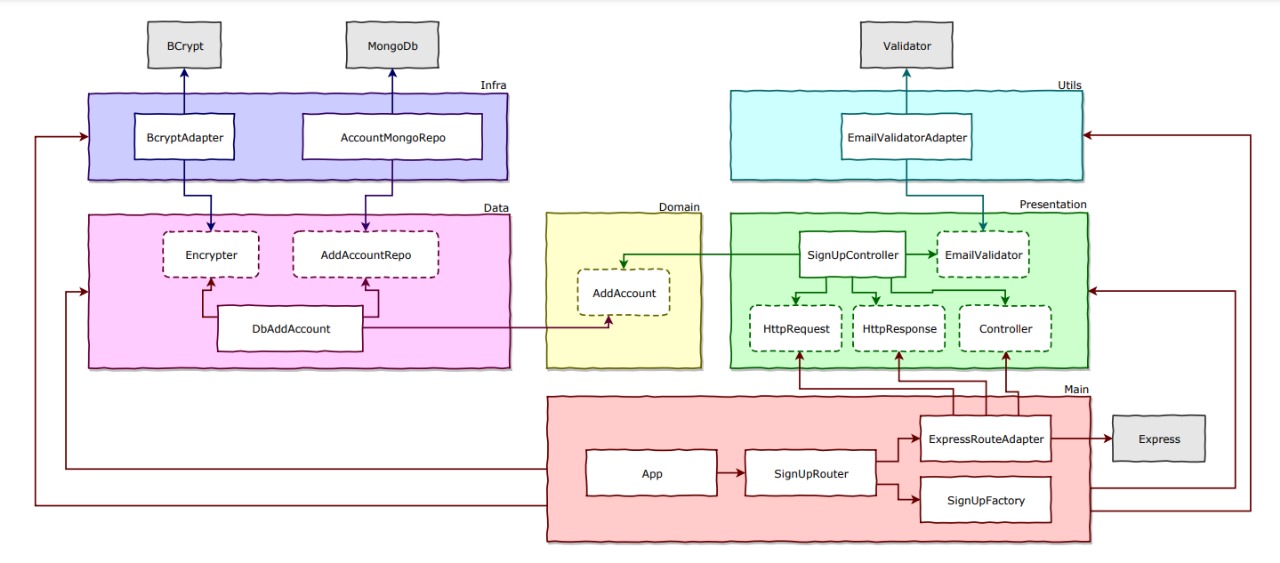 BCrypt
MongoDb
Validator
Infra
Utils
BcryptAdapter
AccountMongoRepo
EmailValidatorAdapter
Data
Domain
Presentation
Encrypter
AddAccountRepo
SignUpController
EmailValidator
AddAccount
DbAddAccount
HttpRequest
HttpResponse
Controller
Main
ExpressRouteAdapter
Express
App
SignUpRouter
SignUpFactory